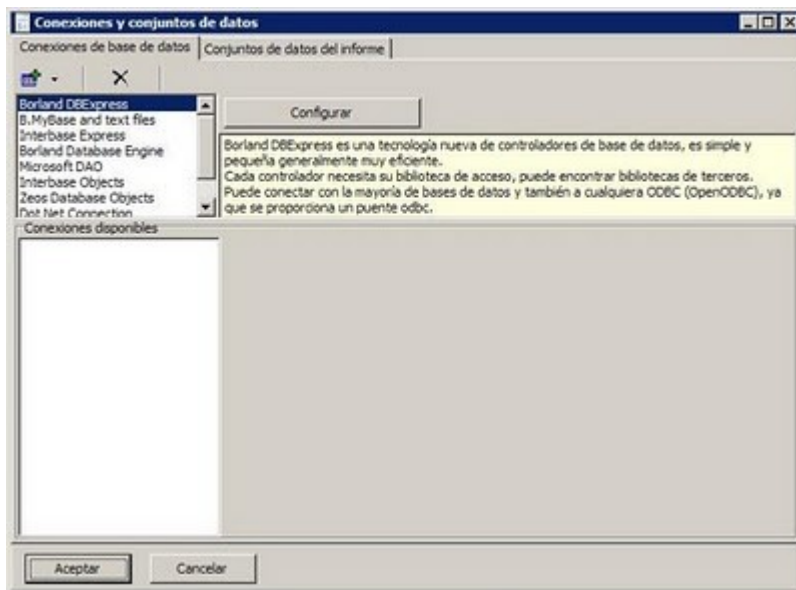 Conexiones y conjuntos de datos
Conexiones de base de datos
Conjuntos de datos del informe
Borland DBExpress
B.MyBase and text files
Interbase Express
Borland Database Engine
Microsoft DAO
Interbase Objects
Zeos Database Objects
Dot Net Connection
Configurar
Borland DBExpress es una tecnología nueva de controladores de base de datos, es simple y
pequeña generalmente muy eficiente.
Cada controlador necesita su biblioteca de acceso, puede encontrar bibliotecas de terceros.
Puede conectar con la mayoría de bases de datos y también a cualquiera ODBC (OpenODBC), ya
que se proporciona un puente odbc.
Conexiones disponibles
Aceptar
Cancelar